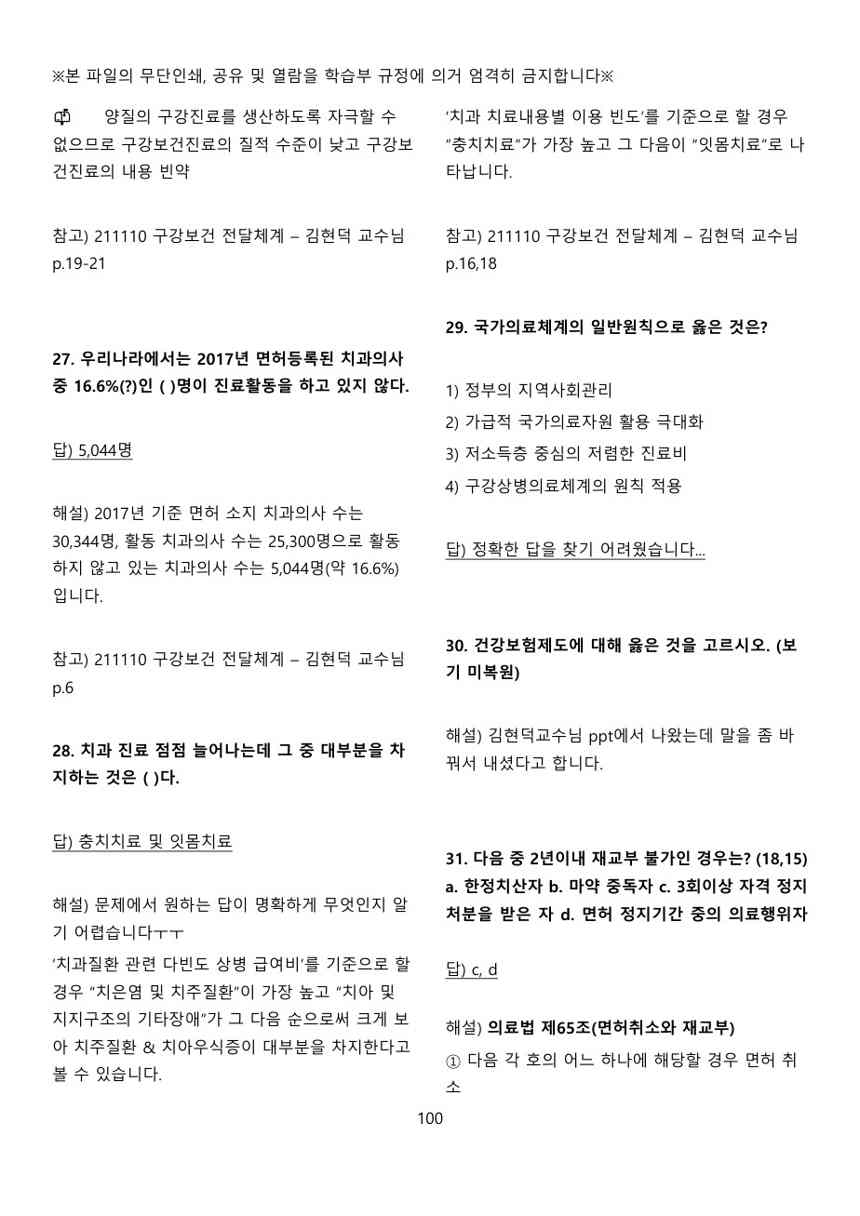 ※본 파일의 무단인쇄, 공유 및 열람을 학습부 규정에 의거 엄격히 금지합니다※
양질의 구강진료를 생산하도록 자극할 수
없으므로 구강보건진료의 질적 수준이 낮고 구강보
건진료의 내용 빈약
참고) 211110 구강보건 전달체계 – 김현덕 교수님
p.19-21
27. 우리나라에서는 2017년 면허등록된 치과의사
중 16.6%(?)인 ( )명이 진료활동을 하고 있지 않다.
답) 5,044명
해설) 2017년 기준 면허 소지 치과의사 수는
30,344명, 활동 치과의사 수는 25,300명으로 활동
하지 않고 있는 치과의사 수는 5,044명(약 16.6%)
입니다.
참고) 211110 구강보건 전달체계 – 김현덕 교수님
p.6
28. 치과 진료 점점 늘어나는데 그 중 대부분을 차
지하는 것은 ( )다.
답) 충치치료 및 잇몸치료
해설) 문제에서 원하는 답이 명확하게 무엇인지 알
기 어렵습니다ㅜㅜ
‘치과질환 관련 다빈도 상병 급여비’를 기준으로 할
경우 “치은염 및 치주질환”이 가장 높고 “치아 및
지지구조의 기타장애”가 그 다음 순으로써 크게 보
아 치주질환 & 치아우식증이 대부분을 차지한다고
볼 수 있습니다.
‘치과 치료내용별 이용 빈도’를 기준으로 할 경우
“충치치료”가 가장 높고 그 다음이 “잇몸치료”로 나
타납니다.
참고) 211110 구강보건 전달체계 – 김현덕 교수님
p.16,18
29. 국가의료체계의 일반원칙으로 옳은 것은?
1) 정부의 지역사회관리
2) 가급적 국가의료자원 활용 극대화
3) 저소득층 중심의 저렴한 진료비
4) 구강상병의료체계의 원칙 적용
답) 정확한 답을 찾기 어려웠습니다...
30. 건강보험제도에 대해 옳은 것을 고르시오. (보
기 미복원)
해설) 김현덕교수님 ppt에서 나왔는데 말을 좀 바
꿔서 내셨다고 합니다.
31. 다음 중 2년이내 재교부 불가인 경우는? (18,15)
a. 한정치산자 b. 마약 중독자 c. 3회이상 자격 정지
처분을 받은 자 d. 면허 정지기간 중의 의료행위자
답) c, d
해설) 의료법 제65조(면허취소와 재교부)
① 다음 각 호의 어느 하나에 해당할 경우 면허 취
소
100